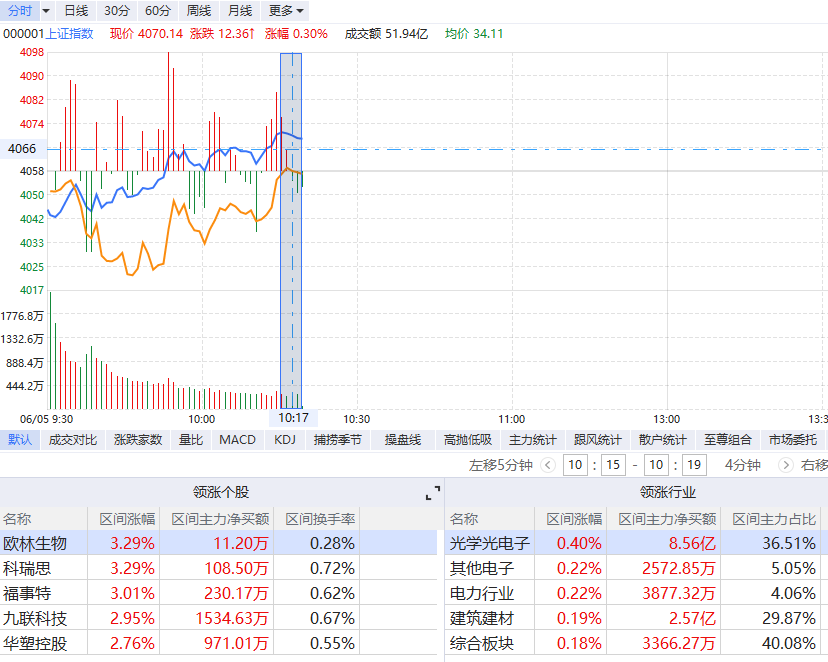 分时 日线 30分 60分 周线 月线 更多
000001上证指数 现价 4070.14 涨跌 12.36↑ 涨幅 0.30% 成交额 51.94亿 均价 34.11
4098
4090
4082
4074
4066
4058
4050
4042
4033
4025
4017
1776.8万
1332.6万
888.4万
444.2万
06/05 9:30 10:00 10:17 10:30 11:00 13:00 13:3
默认 成交对比 涨跌家数 量比 MACD KDJ 捕捞季节 操盘线 高抛低吸 主力统计 跟风统计 散户统计 至尊组合 市场委托
左移5分钟 10 : 15 - 10 : 19 4分钟 右移
领涨个股 领涨行业
名称 区间涨幅 区间主力净买额 区间换手率 名称 区间涨幅 区间主力净买额 区间主力占比
欧林生物 3.29% 11.20万 0.28% 光学光电子 0.40% 8.56亿 36.51%
科瑞思 3.29% 108.50万 0.72% 其他电子 0.22% 2572.85万 5.05%
福事特 3.01% 230.17万 0.62% 电力行业 0.22% 3877.32万 4.06%
九联科技 2.95% 1534.63万 0.67% 建筑建材 0.19% 2.57亿 29.87%
华塑控股 2.76% 971.01万 0.55% 综合板块 0.18% 3366.27万 40.08%